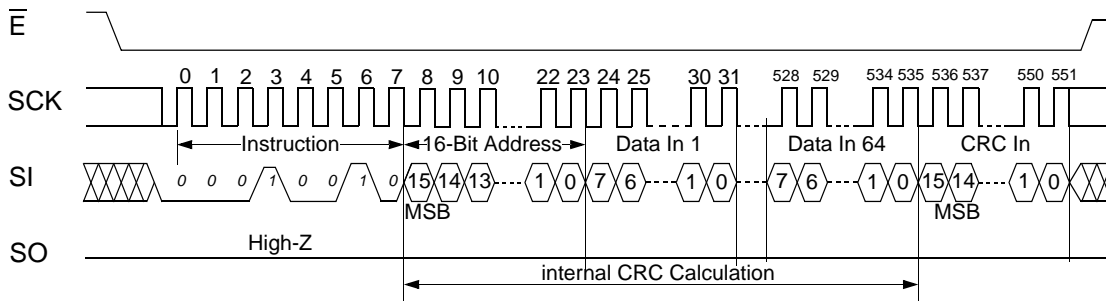 E
0 1 2 3 4 5 6 7 8 9 10 22 23 24 25 30 31 528 529 534 535 536 537 550 551
SCK
Instruction 16-Bit Address Data In 1 Data In 64 CRC In
SI 0 0 0 1 0 0 1 0 15 14 13 1 0 7 6 1 0 7 6 1 0 15 14 1 0
MSB MSB
High-Z
SO
internal CRC Calculation